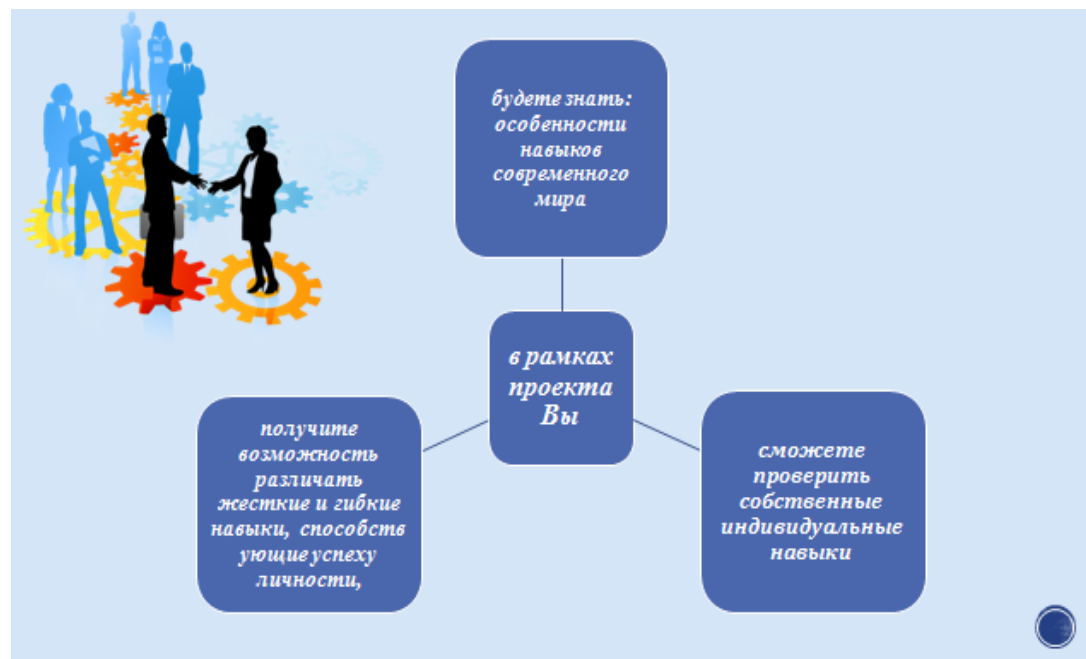 будете знать:
особенности
навыков
современного
мира
в рамках
проекта
Вы
получите
возможность
различать
жесткие и гибкие
навыки, способств
ующие успеху
личности,
сможете
проверить
собственные
индивидуальные
навыки